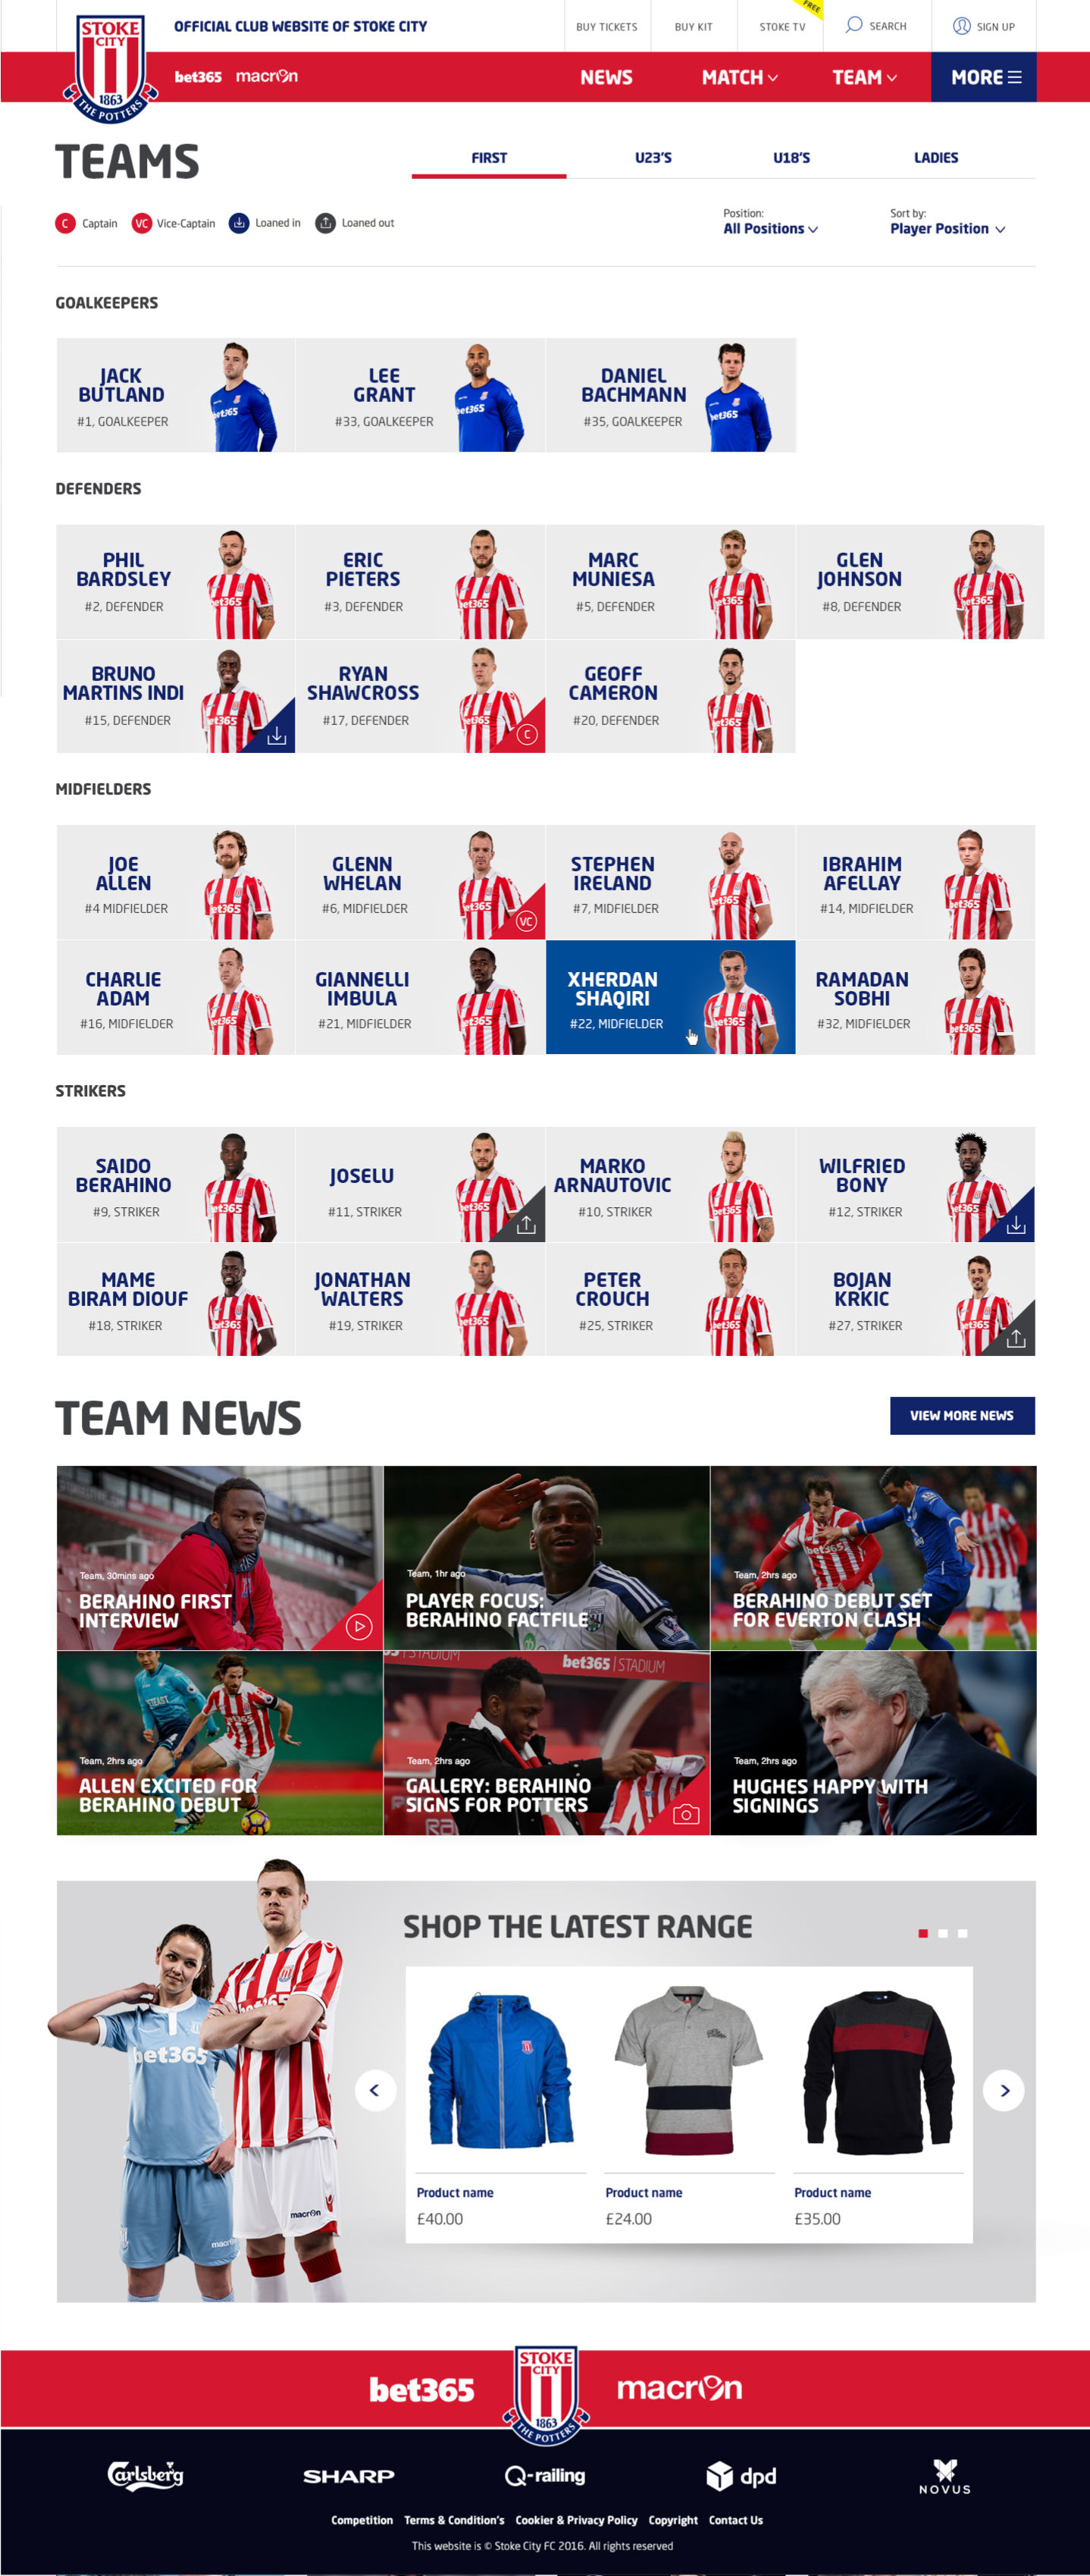 OFFICIAL CLUB WEBSITE OF STOKE CITY
BUY TICKETS
BUY KIT
STOKE TV
FREE
SEARCH
SIGN UP
STOKE
CITY
1863
THE POTTERS
bet365 macron
NEWS
MATCH
TEAM
MORE
TEAMS
FIRST
U23'S
U18'S
LADIES
C Captain
VC Vice-Captain
Loaned in
Loaned out
Position:
All Positions
Sort by:
Player Position
GOALKEEPERS
JACK
BUTLAND
#1, GOALKEEPER
LEE
GRANT
#33, GOALKEEPER
DANIEL
BACHMANN
#35, GOALKEEPER
DEFENDERS
PHIL
BARDSLEY
#2, DEFENDER
ERIC
PIETERS
#3, DEFENDER
MARC
MUNIESA
#5, DEFENDER
GLEN
JOHNSON
#8, DEFENDER
BRUNO
MARTINS INDI
#15, DEFENDER
RYAN
SHAWCROSS
#17, DEFENDER
C
GEOFF
CAMERON
#20, DEFENDER
MIDFIELDERS
JOE
ALLEN
#4 MIDFIELDER
GLENN
WHELAN
#6, MIDFIELDER
VC
STEPHEN
IRELAND
#7, MIDFIELDER
IBRAHIM
AFELLAY
#14, MIDFIELDER
CHARLIE
ADAM
#16, MIDFIELDER
GIANNELLI
IMBULA
#21, MIDFIELDER
XHERDAN
SHAQIRI
#22, MIDFIELDER
RAMADAN
SOBHI
#32, MIDFIELDER
STRIKERS
SAIDO
BERAHINO
#9, STRIKER
JOSELU
#11, STRIKER
MARKO
ARNAUTOVIC
#10, STRIKER
WILFRIED
BONY
#12, STRIKER
MAME
BIRAM DIOUF
#18, STRIKER
JONATHAN
WALTERS
#19, STRIKER
PETER
CROUCH
#25, STRIKER
BOJAN
KRKIC
#27, STRIKER
TEAM NEWS
VIEW MORE NEWS
Team, 30mins ago
BERAHINO FIRST
INTERVIEW
Team, 1hr ago
PLAYER FOCUS:
BERAHINO FACTFILE
Team, 2hrs ago
BERAHINO DEBUT SET
FOR EVERTON CLASH
Team, 2hrs ago
ALLEN EXCITED FOR
BERAHINO DEBUT
bet365 | STADIUM
Team, 2hrs ago
GALLERY: BERAHINO
SIGNS FOR POTTERS
Team, 2hrs ago
HUGHES HAPPY WITH
SIGNINGS
SHOP THE LATEST RANGE
bet365
macron
macron
Product name
£40.00
Product name
£24.00
Product name
£35.00
bet365
STOKE
CITY
1863
THE POTTERS
macron
Carlsberg
SHARP
Q-railing
dpd
NOVUS
Competition Terms & Condition's Cookier & Privacy Policy Copyright Contact Us
This website is © Stoke City FC 2016. All rights reserved